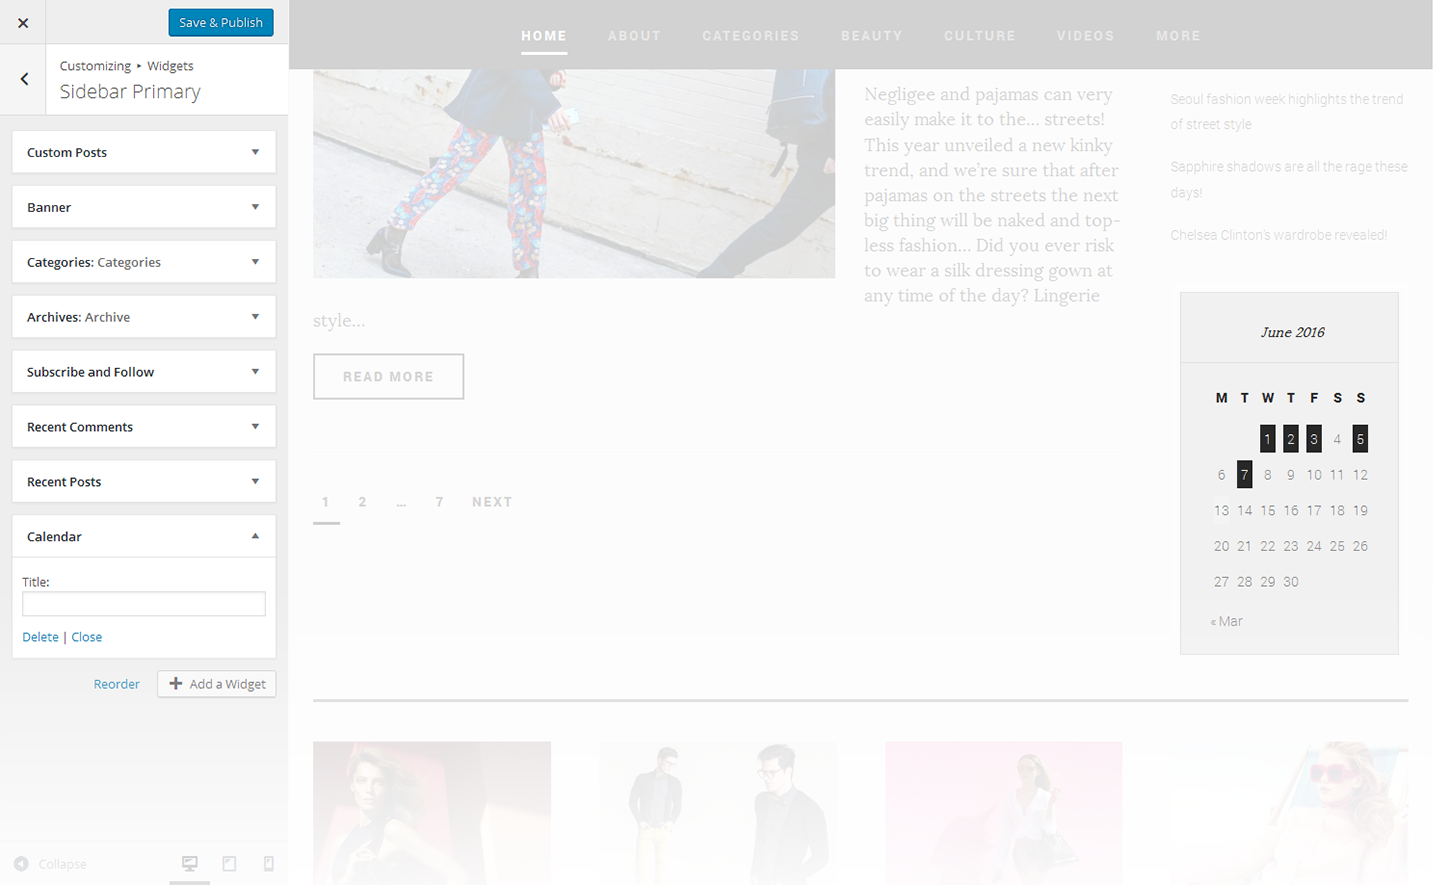 Save & Publish
Customizing ▸ Widgets
Sidebar Primary
Custom Posts
Banner
Categories: Categories
Archives: Archive
Subscribe and Follow
Recent Comments
Recent Posts
Calendar
Title:
Delete | Close
Reorder
Add a Widget
Collapse
HOME ABOUT CATEGORIES BEAUTY CULTURE VIDEOS MORE
Negligee and pajamas can very
easily make it to the... streets!
This year unveiled a new kinky
trend, and we're sure that after
pajamas on the streets the next
big thing will be naked and top-
less fashion... Did you ever risk
to wear a silk dressing gown at
any time of the day? Lingerie
style...
READ MORE
1 2 ... 7 NEXT
Seoul fashion week highlights the trend
of street style
Sapphire shadows are all the rage these
days!
Chelsea Clinton's wardrobe revealed!
June 2016
M T W T F S S
1 2 3 4 5
6 7 8 9 10 11 12
13 14 15 16 17 18 19
20 21 22 23 24 25 26
27 28 29 30
« Mar